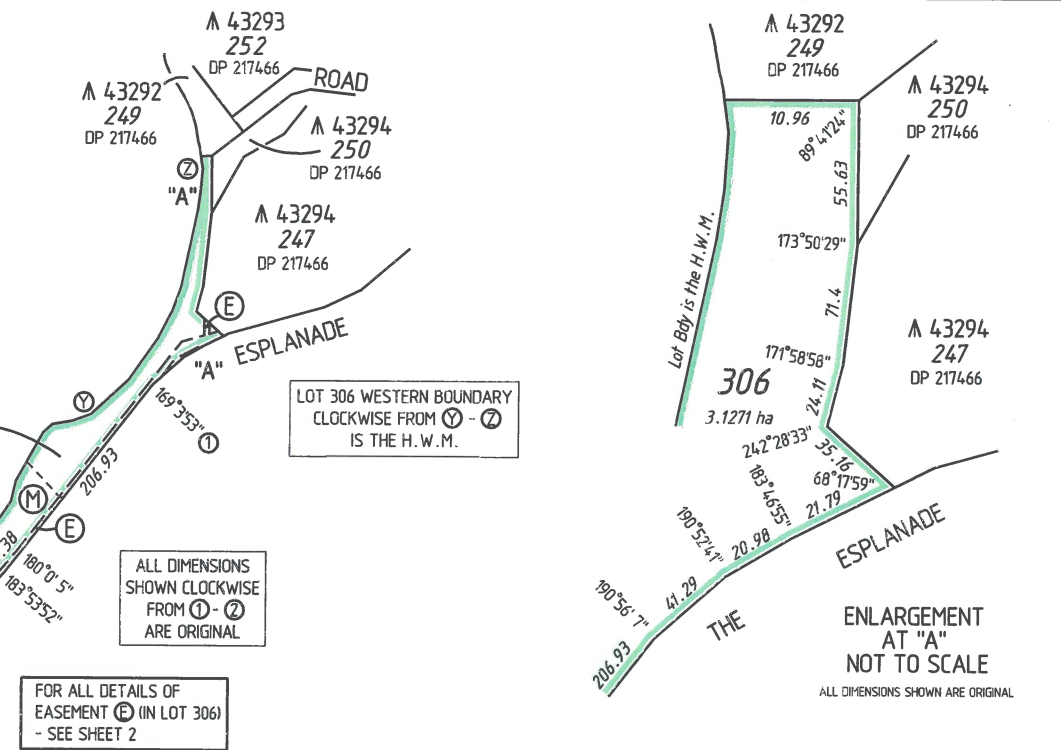 43293
252
DP 217466
ROAD
43292
249
DP 217466
43294
250
DP 217466
Z
"A"
43294
247
DP 217466
E
ESPLANADE
"A"
Y
169°3'53"
1
206.93
M
E
.38
180°0'5"
183°53'52"
LOT 306 WESTERN BOUNDARY
CLOCKWISE FROM Y - Z
IS THE H.W.M.
ALL DIMENSIONS
SHOWN CLOCKWISE
FROM 1 - 2
ARE ORIGINAL
FOR ALL DETAILS OF
EASEMENT E (IN LOT 306)
- SEE SHEET 2
43292
249
DP 217466
43294
250
DP 217466
10.96
89°41'24"
55.63
173°50'29"
Lot Bdy is the H.W.M.
71.4
171°58'58"
43294
247
DP 217466
306
3.1271 ha
24.11
242°28'33"
35.16
68°17'59"
183°46'55"
21.79
190°52'41"
20.98
190°56'7"
41.29
206.93
THE
ESPLANADE
ENLARGEMENT
AT "A"
NOT TO SCALE
ALL DIMENSIONS SHOWN ARE ORIGINAL